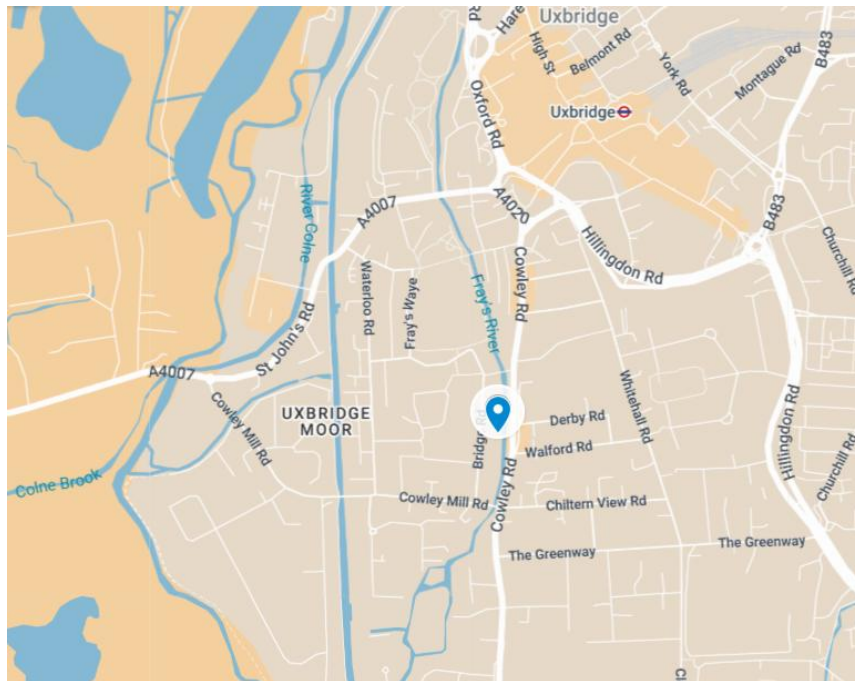 Uxbridge
Rd
Hare
High St
Belmont Rd
York Rd
Montague Rd
B483
Oxford Rd
Uxbridge
River Colne
A4007
A4020
B483
Hillingdon Rd
Churchill Rd
Cowley Rd
Waterloo Rd
Fray's Waye
Fray's River
St John's Rd
A4007
Whitehall Rd
Hillingdon Rd
Cowley Mill Rd
UXBRIDGE
MOOR
Bridge Rd
Derby Rd
Walford Rd
Colne Brook
Cowley Rd
Churchill Rd
Cowley Mill Rd
Chiltern View Rd
The Greenway
The Greenway